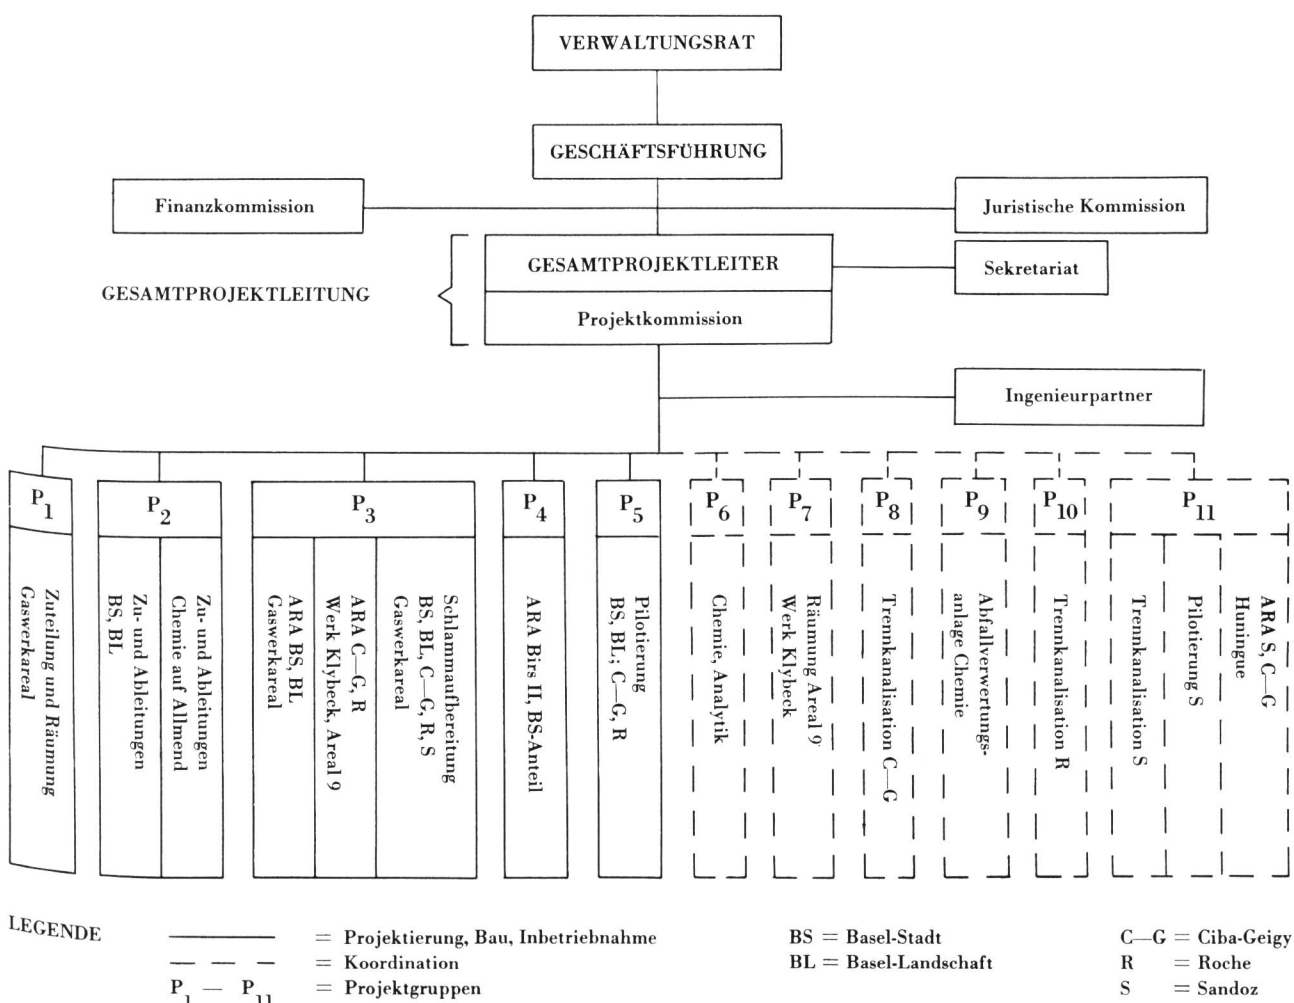 VERWALTUNGSRAT
GESCHÄFTSFÜHRUNG
Finanzkommission
Juristische Kommission
GESAMTPROJEKTLEITUNG
GESAMTPROJEKTLEITER
Sekretariat
Projektkommission
Ingenieurpartner
P1
Zuteilung und Räumung
Gaswerkareal
P2
Zu- und Ableitungen
BS, BL
Zu- und Ableitungen
Chemie auf Allmend
P3
ARA BS, BL
Gaswerkareal
ARA C—G, R
Werk Klybeck, Areal 9
Schlammaufbereitung
BS, BL, C—G, R, S
Gaswerkareal
P4
ARA Birs II, BS-Anteil
P5
Pilotierung
BS, BL; C—G, R
P6
Chemie, Analytik
P7
Räumung Areal 9
Werk Klybeck
P8
Trennkanalisation C—G
P9
Abfallverwertungs-
anlage Chemie
P10
Trennkanalisation R
P11
Trennkanalisation S
Pilotierung S
ARA S, C—G
Huningue
LEGENDE
= Projektierung, Bau, Inbetriebnahme
= Koordination
P1 — P11 = Projektgruppen
BS = Basel-Stadt
BL = Basel-Landschaft
C—G = Ciba-Geigy
R = Roche
S = Sandoz